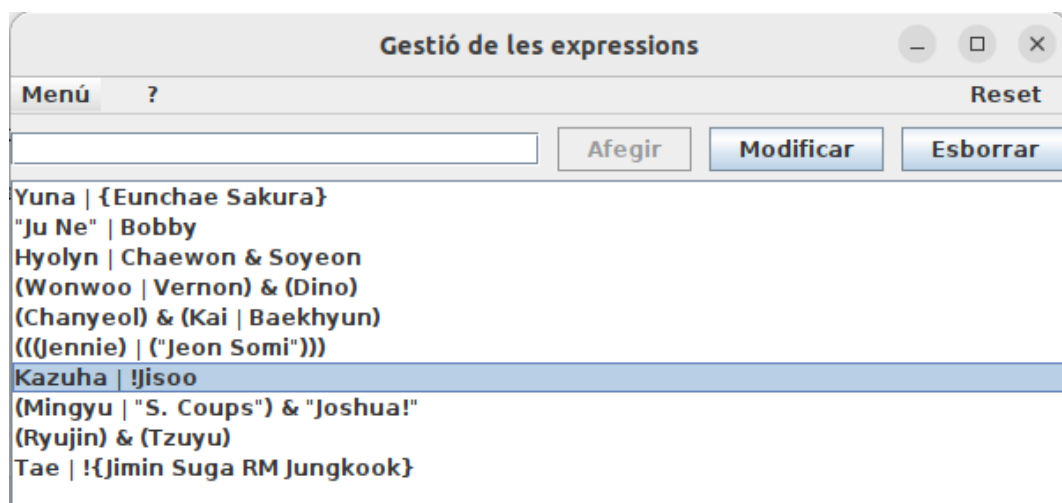 Gestió de les expressions
Menú ? Reset
Afegir Modificar Esborrar
Yuna | {Eunchae Sakura}
"Ju Ne" | Bobby
Hyolyn | Chaewon & Soyeon
(Wonwoo | Vernon) & (Dino)
(Chanyeol) & (Kai | Baekhyun)
(((Jennie) | ("Jeon Somi")))
Kazuha | !Jisoo
(Mingyu | "S. Coups") & "Joshua!"
(Ryujin) & (Tzuyu)
Tae | !{Jimin Suga RM Jungkook}